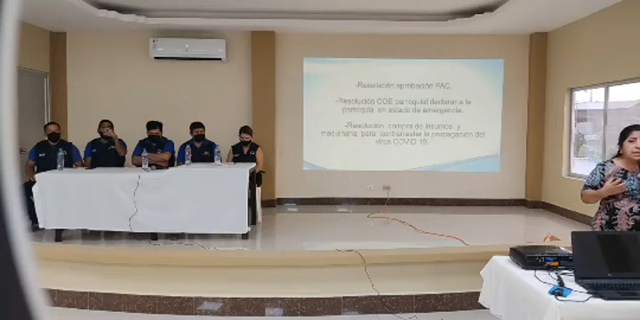 -Resolución aprobación PAC.
-Resolución COE parroquial declarar a la
parroquia en estado de emergencia.
-Resolución compra de insumos y
maquinaria para contrarrestar la propagación del
virus COVID 19.